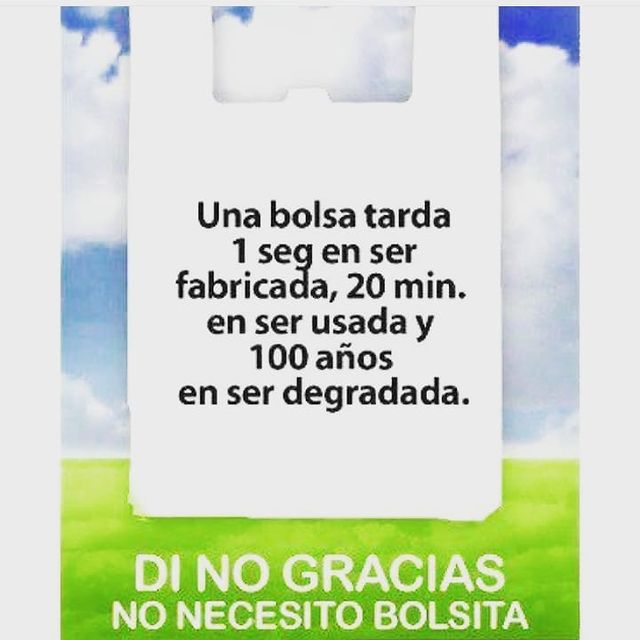 Una bolsa tarda
1 seg en ser
fabricada, 20 min.
en ser usada y
100 años
en ser degradada.
DI NO GRACIAS
NO NECESITO BOLSITA